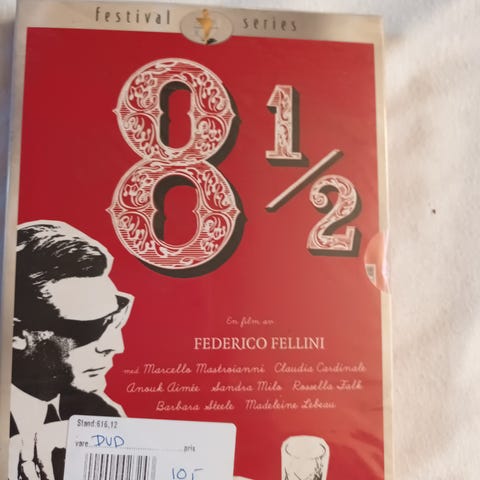 festival series
8 1/2
En film av
FEDERICO FELLINI
med Marcello Mastroianni Claudia Cardinale
Anouk Aimée Sandra Milo Rossella Falk
Barbara Steele Madeleine Lebeau
Stand:616,12
vare DVD pris
10,-